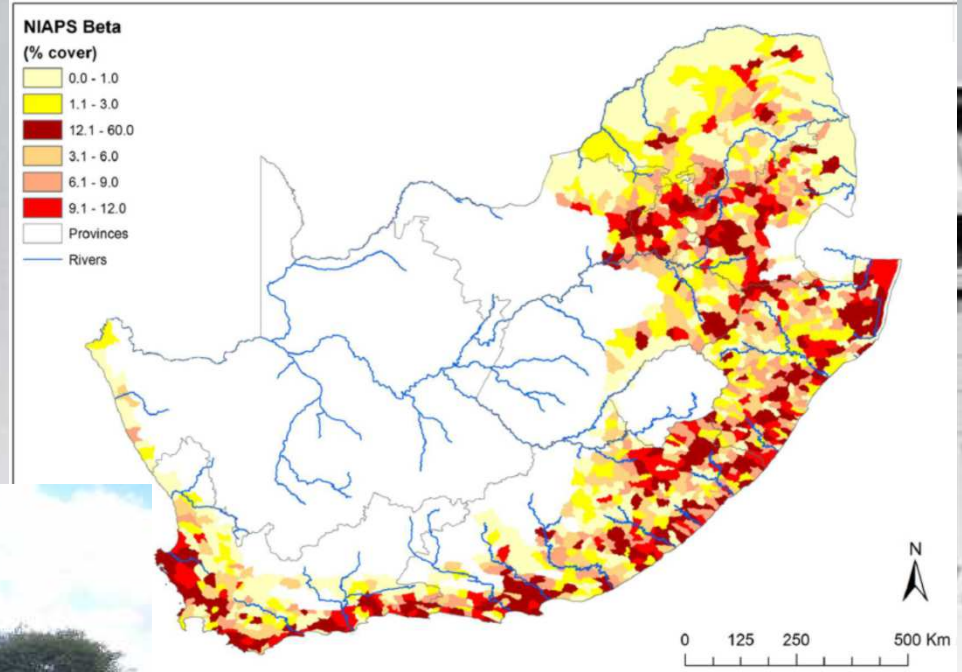 NIAPS Beta
(% cover)
0.0 - 1.0
1.1 - 3.0
12.1 - 60.0
3.1 - 6.0
6.1 - 9.0
9.1 - 12.0
Provinces
Rivers
N
0 125 250 500 Km